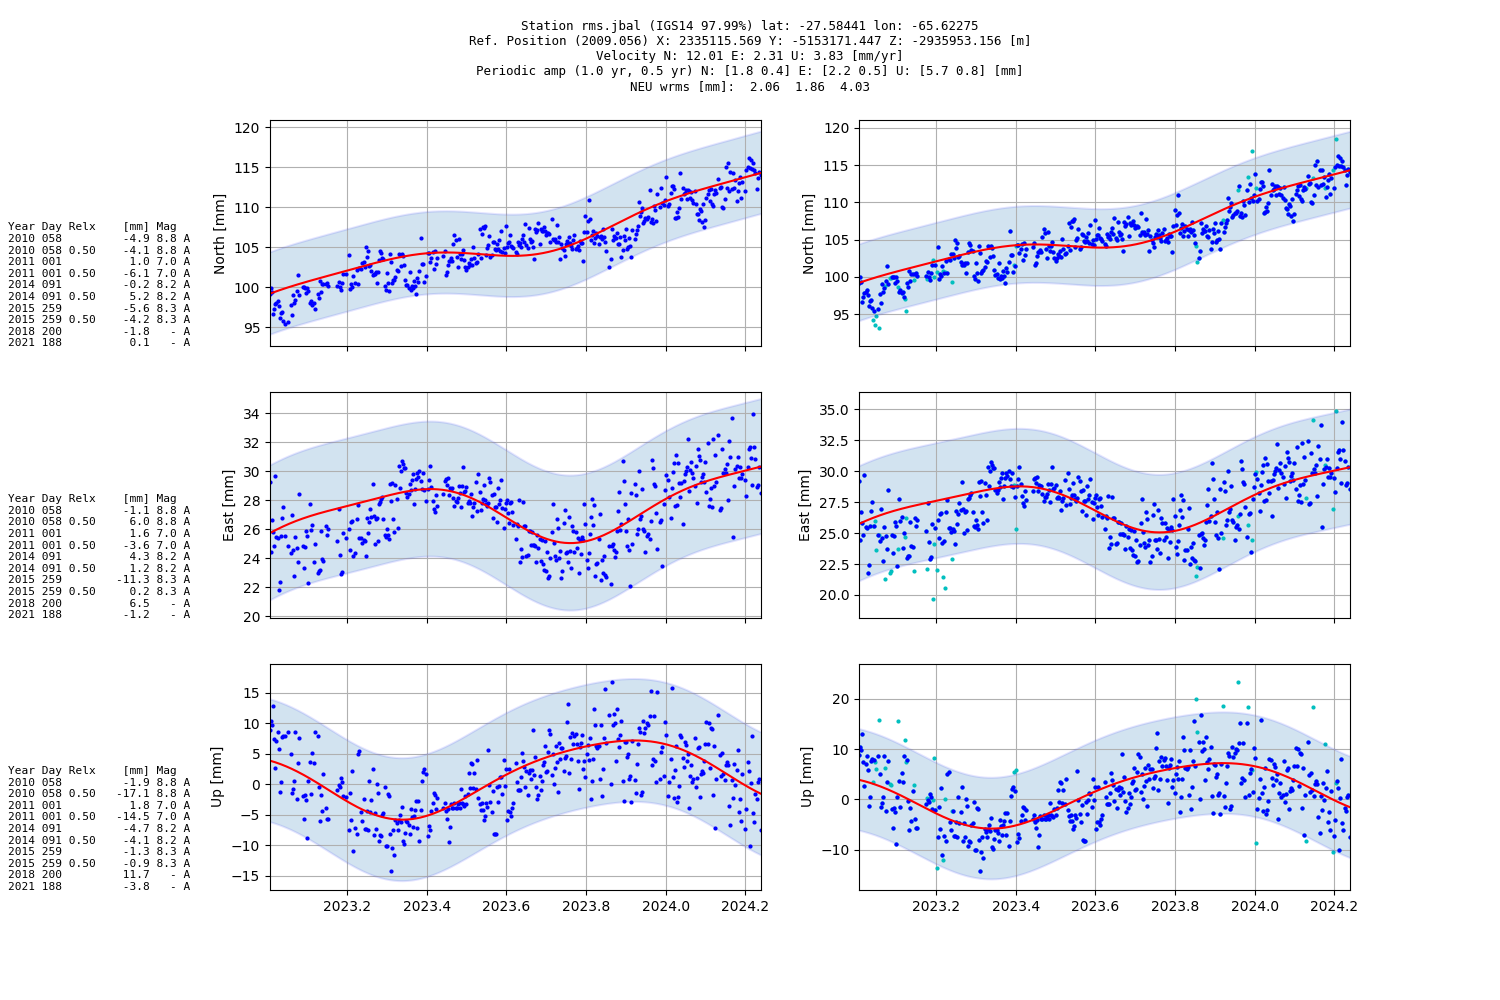 Station rms.jbal (IGS14 97.99%) lat: -27.58441 lon: -65.62275
Ref. Position (2009.056) X: 2335115.569 Y: -5153171.447 Z: -2935953.156 [m]
Velocity N: 12.01 E: 2.31 U: 3.83 [mm/yr]
Periodic amp (1.0 yr, 0.5 yr) N: [1.8 0.4] E: [2.2 0.5] U: [5.7 0.8] [mm]
NEU wrms [mm]: 2.06 1.86 4.03
Year Day Relx [mm] Mag
2010 058 -4.9 8.8 A
2010 058 0.50 -4.1 8.8 A
2011 001 1.0 7.0 A
2011 001 0.50 -6.1 7.0 A
2014 091 -0.2 8.2 A
2014 091 0.50 5.2 8.2 A
2015 259 -5.6 8.3 A
2015 259 0.50 -4.2 8.3 A
2018 200 -1.8 - A
2021 188 0.1 - A
North [mm]
120
115
110
105
100
95
North [mm]
120
115
110
105
100
95
Year Day Relx [mm] Mag
2010 058 -1.1 8.8 A
2010 058 0.50 6.0 8.8 A
2011 001 1.6 7.0 A
2011 001 0.50 -3.6 7.0 A
2014 091 4.3 8.2 A
2014 091 0.50 1.2 8.2 A
2015 259 -11.3 8.3 A
2015 259 0.50 0.2 8.3 A
2018 200 6.5 - A
2021 188 -1.2 - A
East [mm]
34
32
30
28
26
24
22
20
East [mm]
35.0
32.5
30.0
27.5
25.0
22.5
20.0
Year Day Relx [mm] Mag
2010 058 -1.9 8.8 A
2010 058 0.50 -17.1 8.8 A
2011 001 1.8 7.0 A
2011 001 0.50 -14.5 7.0 A
2014 091 -4.7 8.2 A
2014 091 0.50 -4.1 8.2 A
2015 259 -1.3 8.3 A
2015 259 0.50 -0.9 8.3 A
2018 200 11.7 - A
2021 188 -3.8 - A
Up [mm]
15
10
5
0
−5
−10
−15
2023.2 2023.4 2023.6 2023.8 2024.0 2024.2
Up [mm]
20
10
0
−10
2023.2 2023.4 2023.6 2023.8 2024.0 2024.2